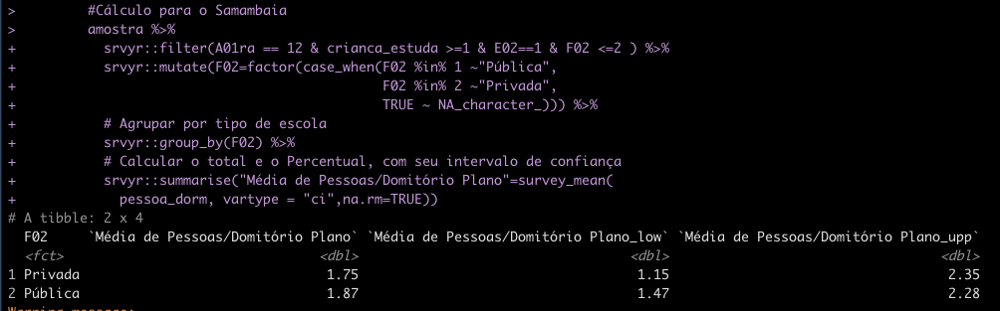 >         #Cálculo para o Samambaia
>         amostra %>%
+           srvyr::filter(A01ra == 12 & crianca_estuda >=1 & E02==1 & F02 <=2 ) %>%
+           srvyr::mutate(F02=factor(case_when(F02 %in% 1 ~"Pública",
+                                              F02 %in% 2 ~"Privada",
+                                              TRUE ~ NA_character_))) %>%
+           # Agrupar por tipo de escola
+           srvyr::group_by(F02) %>%
+           # Calcular o total e o Percentual, com seu intervalo de confiança
+           srvyr::summarise("Média de Pessoas/Domitório Plano"=survey_mean(
+             pessoa_dorm, vartype = "ci",na.rm=TRUE))
# A tibble: 2 x 4
  F02     `Média de Pessoas/Domitório Plano` `Média de Pessoas/Domitório Plano_low` `Média de Pessoas/Domitório Plano_upp`
  <fct>                                <dbl>                                  <dbl>                                  <dbl>
1 Privada                               1.75                                   1.15                                   2.35
2 Pública                               1.87                                   1.47                                   2.28
Warning message: